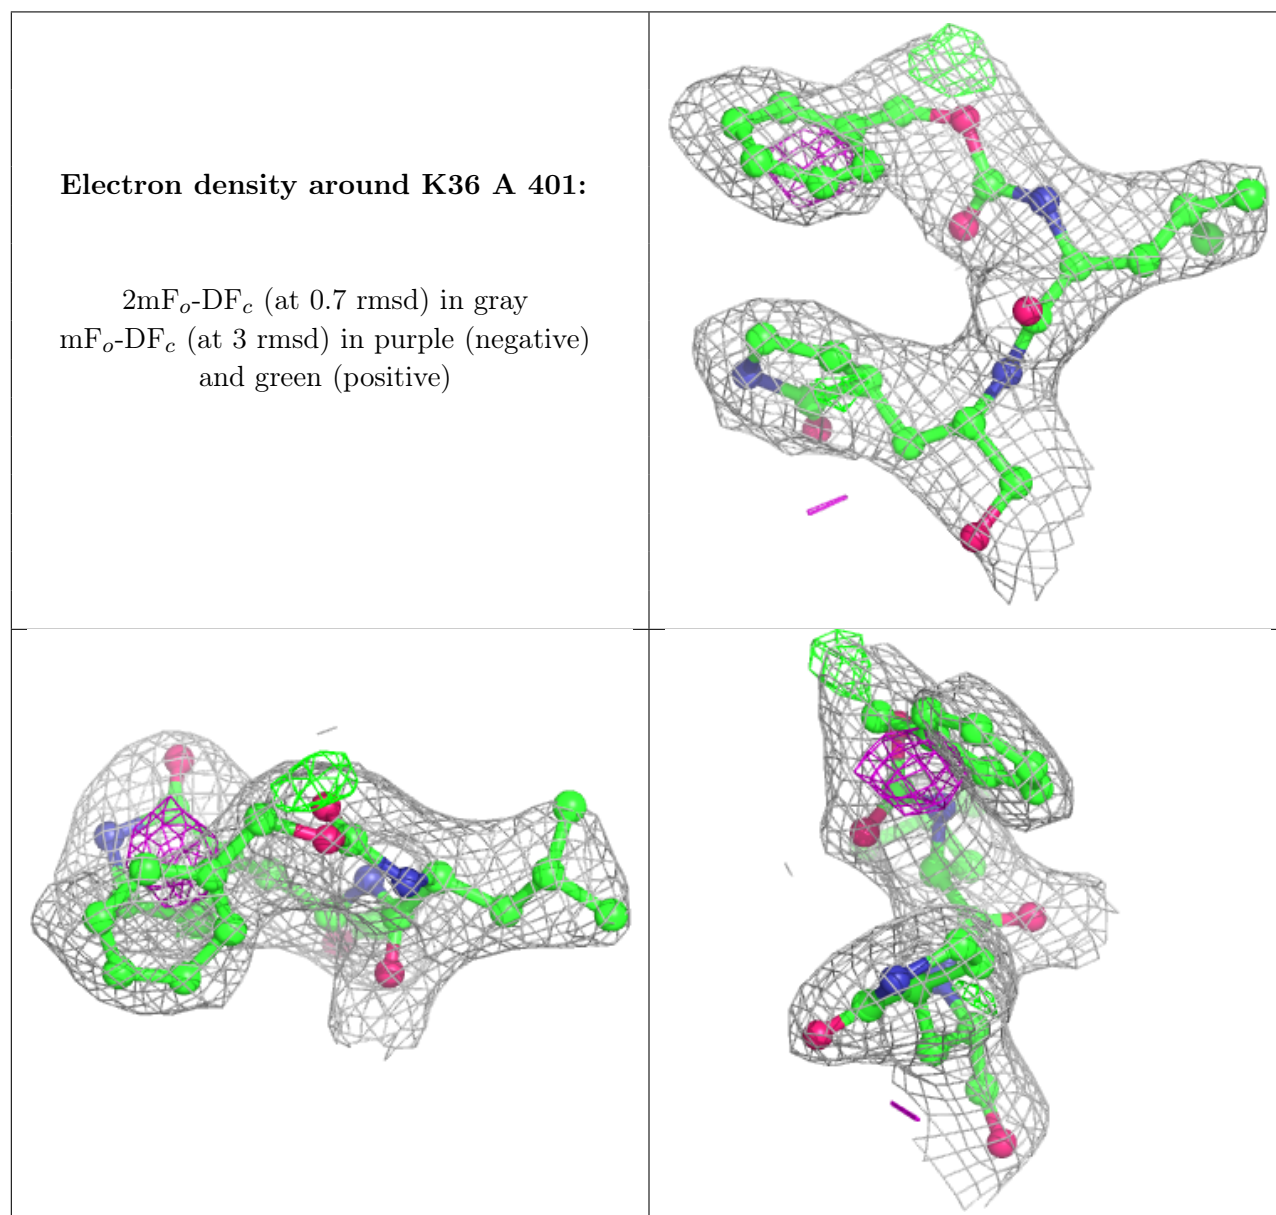 Electron density around K36 A 401:
2mFo-DFc (at 0.7 rmsd) in gray
mFo-DFc (at 3 rmsd) in purple (negative)
and green (positive)